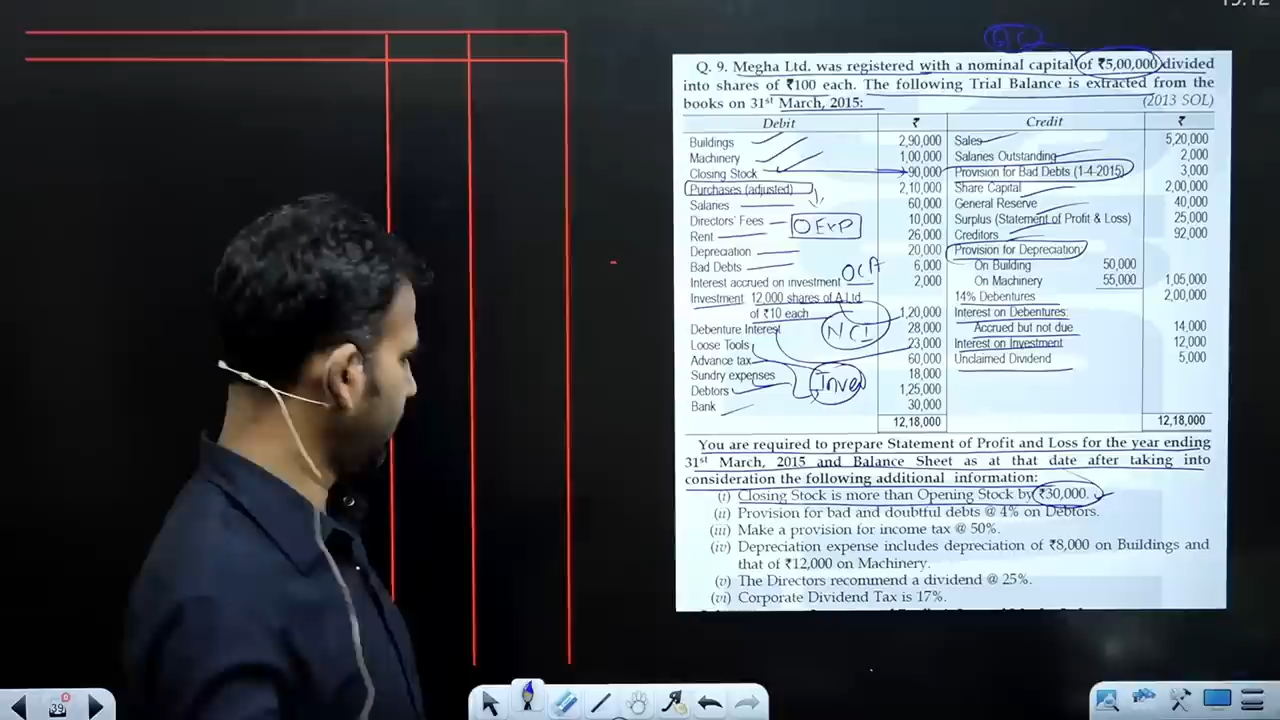 Q. 9. Megha Ltd. was registered with a nominal capital of ₹5,00,000 divided
into shares of ₹100 each. The following Trial Balance is extracted from the
books on 31st March, 2015: (2013 SOL)
Debit ₹ Credit ₹
Buildings 2,90,000 Sales 5,20,000
Machinery 1,00,000 Salaries Outstanding 2,000
Closing Stock 90,000 Provision for Bad Debts (1-4-2015) 3,000
Purchases (adjusted) 2,10,000 Share Capital 2,00,000
Salaries 60,000 General Reserve 40,000
Directors' Fees 10,000 Surplus (Statement of Profit & Loss) 25,000
O Exp
Rent 26,000 Creditors 92,000
Depreciation 20,000 Provision for Depreciation
Bad Debts 6,000 On Building 50,000
OCA
Interest accrued on investment 2,000 On Machinery 55,000 1,05,000
Investment 12,000 shares of A Ltd. 14% Debentures 2,00,000
of ₹10 each 1,20,000 Interest on Debentures:
NCI
Debenture Interest 28,000 Accrued but not due 14,000
Loose Tools 23,000 Interest on Investment 12,000
Advance tax 60,000 Unclaimed Dividend 5,000
Sundry expenses 18,000
Inve
Debtors 1,25,000
Bank 30,000
12,18,000 12,18,000
You are required to prepare Statement of Profit and Loss for the year ending
31st March, 2015 and Balance Sheet as at that date after taking into
consideration the following additional information:
(i) Closing Stock is more than Opening Stock by ₹30,000.
(ii) Provision for bad and doubtful debts @ 4% on Debtors.
(iii) Make a provision for income tax @ 50%.
(iv) Depreciation expense includes depreciation of ₹8,000 on Buildings and
that of ₹12,000 on Machinery.
(v) The Directors recommend a dividend @ 25%.
(vi) Corporate Dividend Tax is 17%.
39